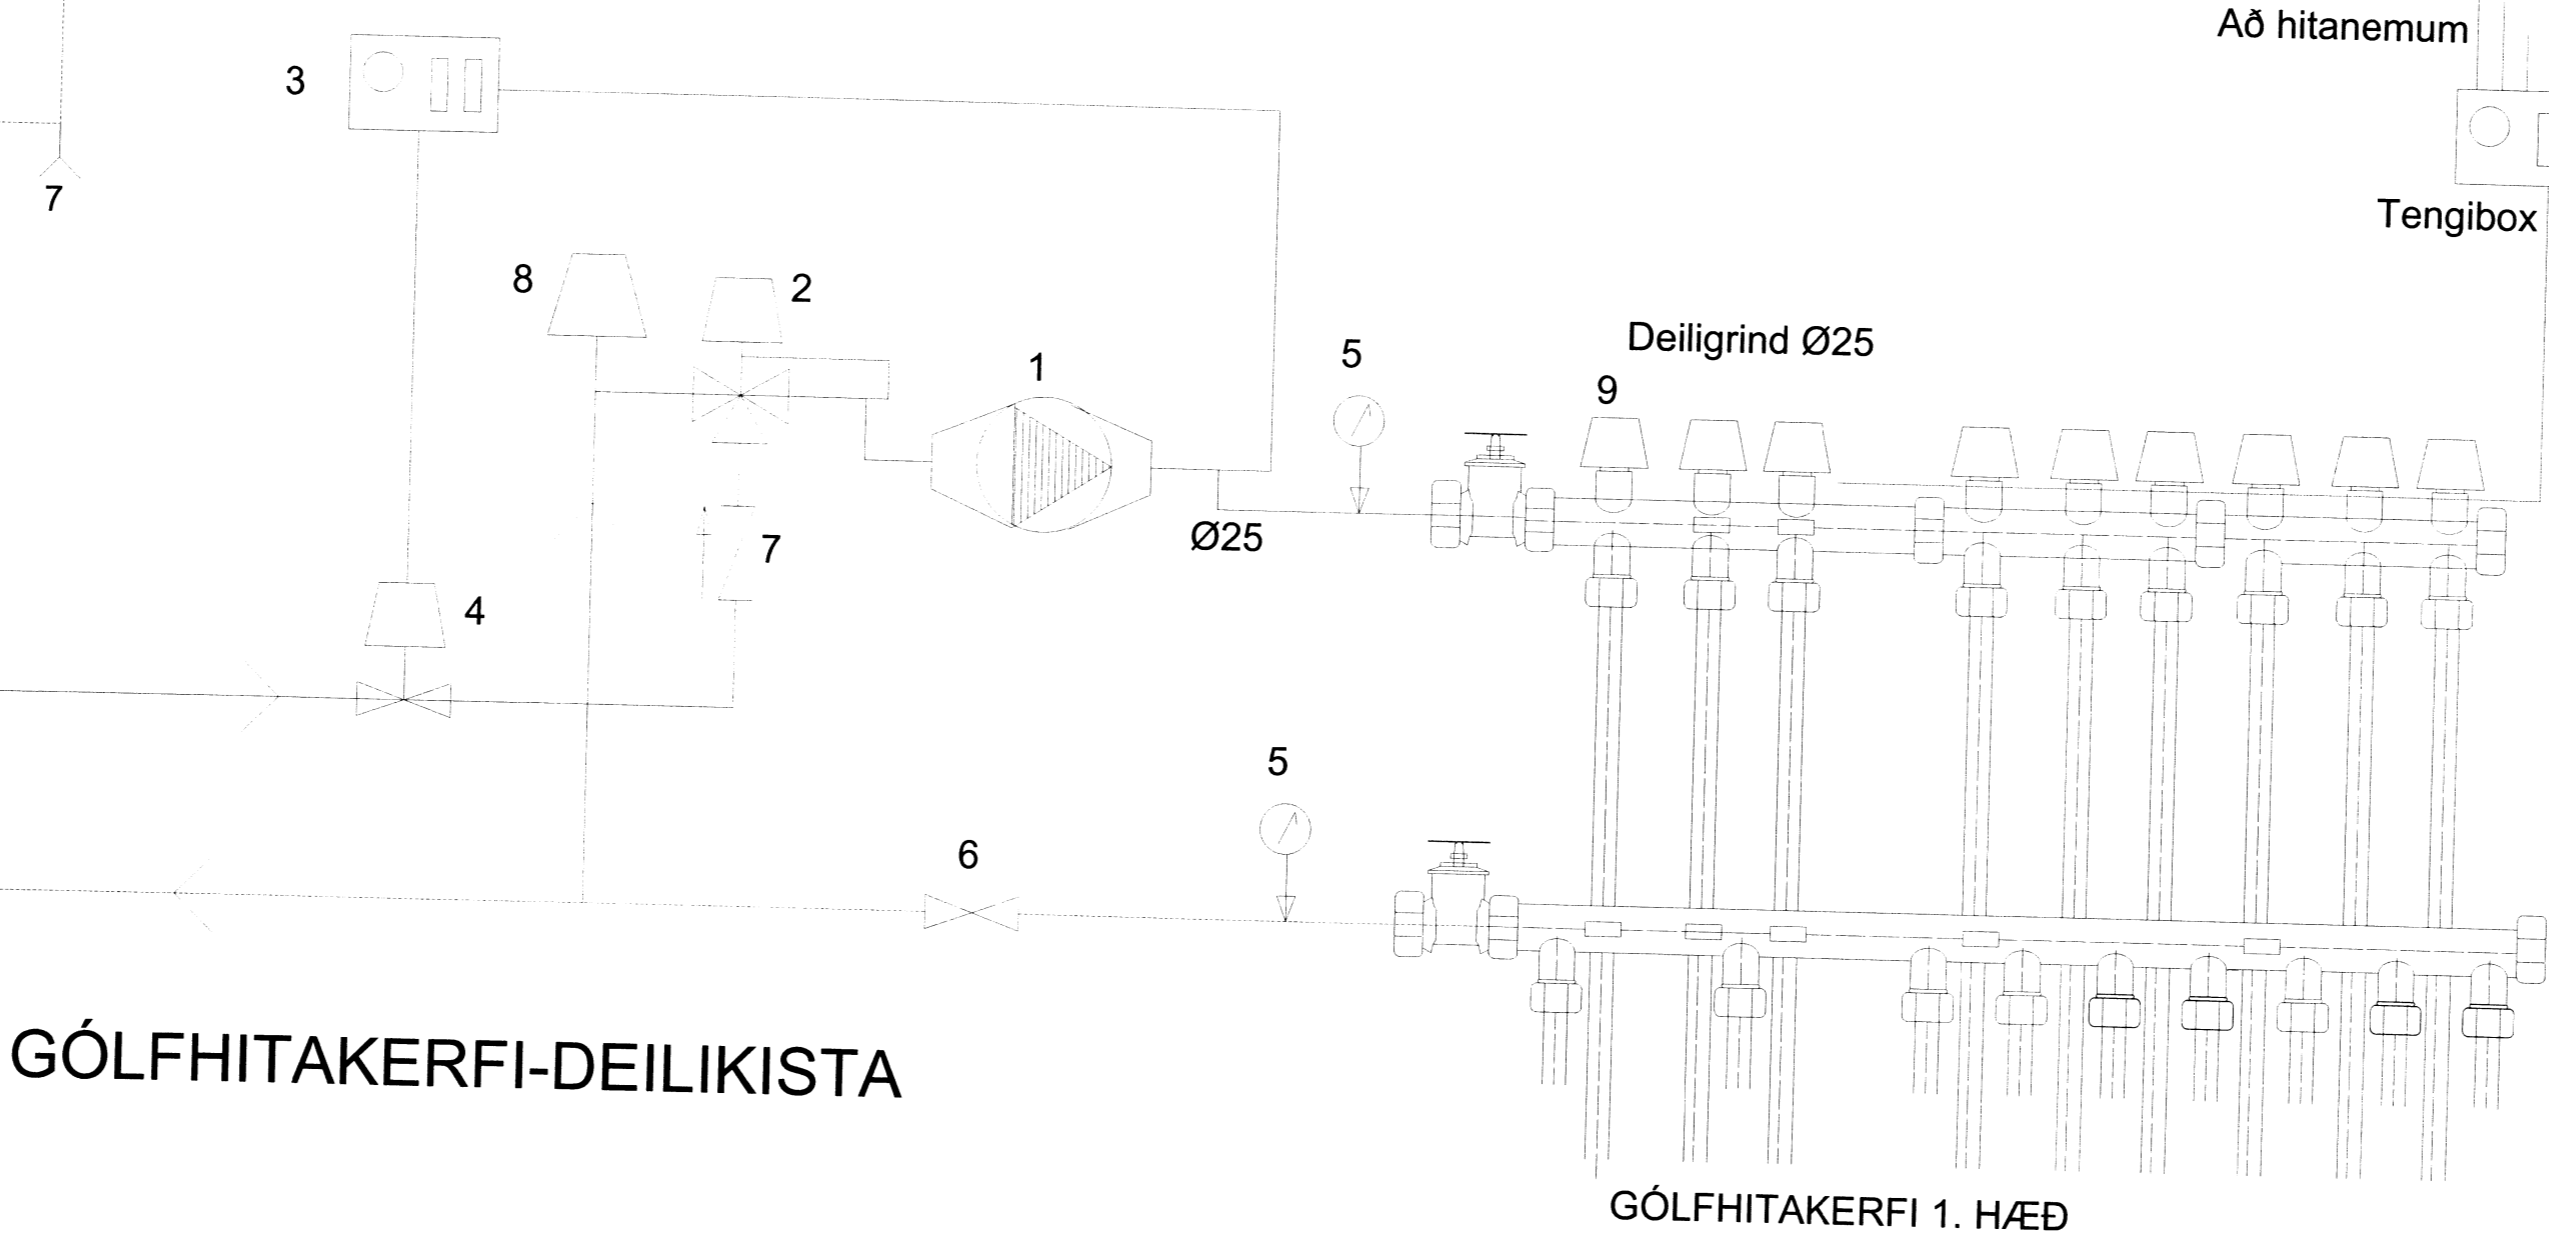 Að hitanemum
3
7
Tengibox
8
2
Deiligrind Ø25
1
5
9
Ø25
7
4
5
6
GÓLFHITAKERFI-DEILIKISTA
GÓLFHITAKERFI 1. HÆÐ